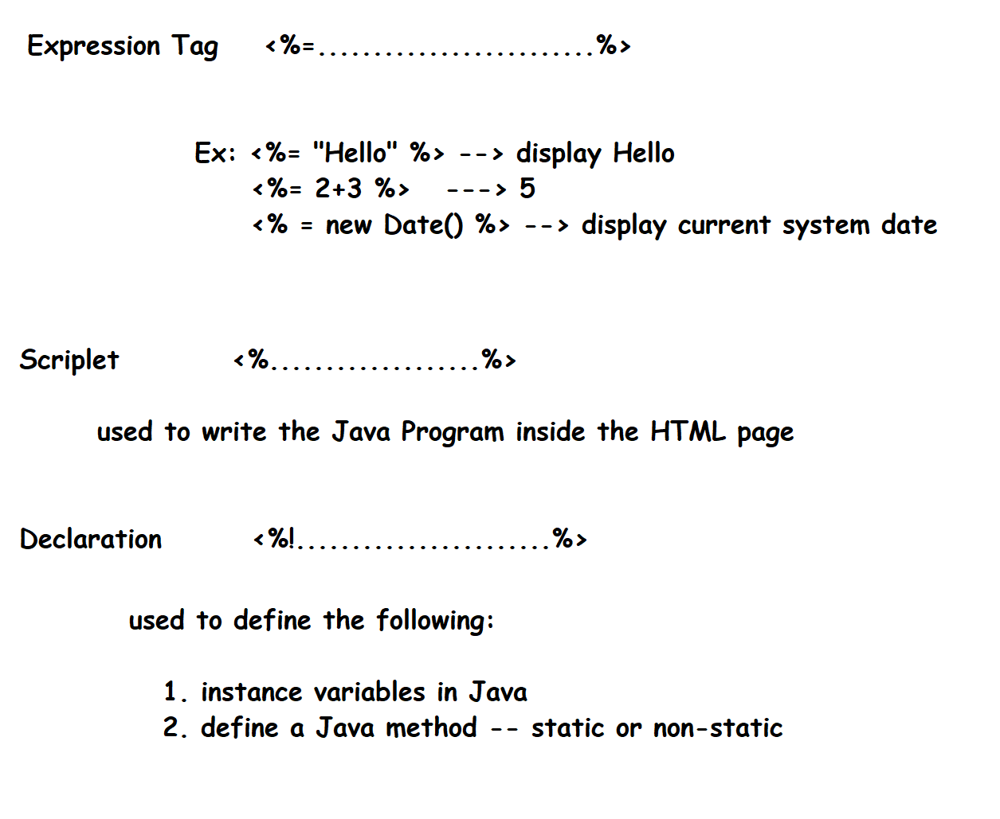 Expression Tag <%=.........................%>
Ex: <%= "Hello" %> --> display Hello
<%= 2+3 %> ---> 5
<% = new Date() %> --> display current system date
Scriplet <%...................%>
used to write the Java Program inside the HTML page
Declaration <%!.......................%>
used to define the following:
1. instance variables in Java
2. define a Java method -- static or non-static